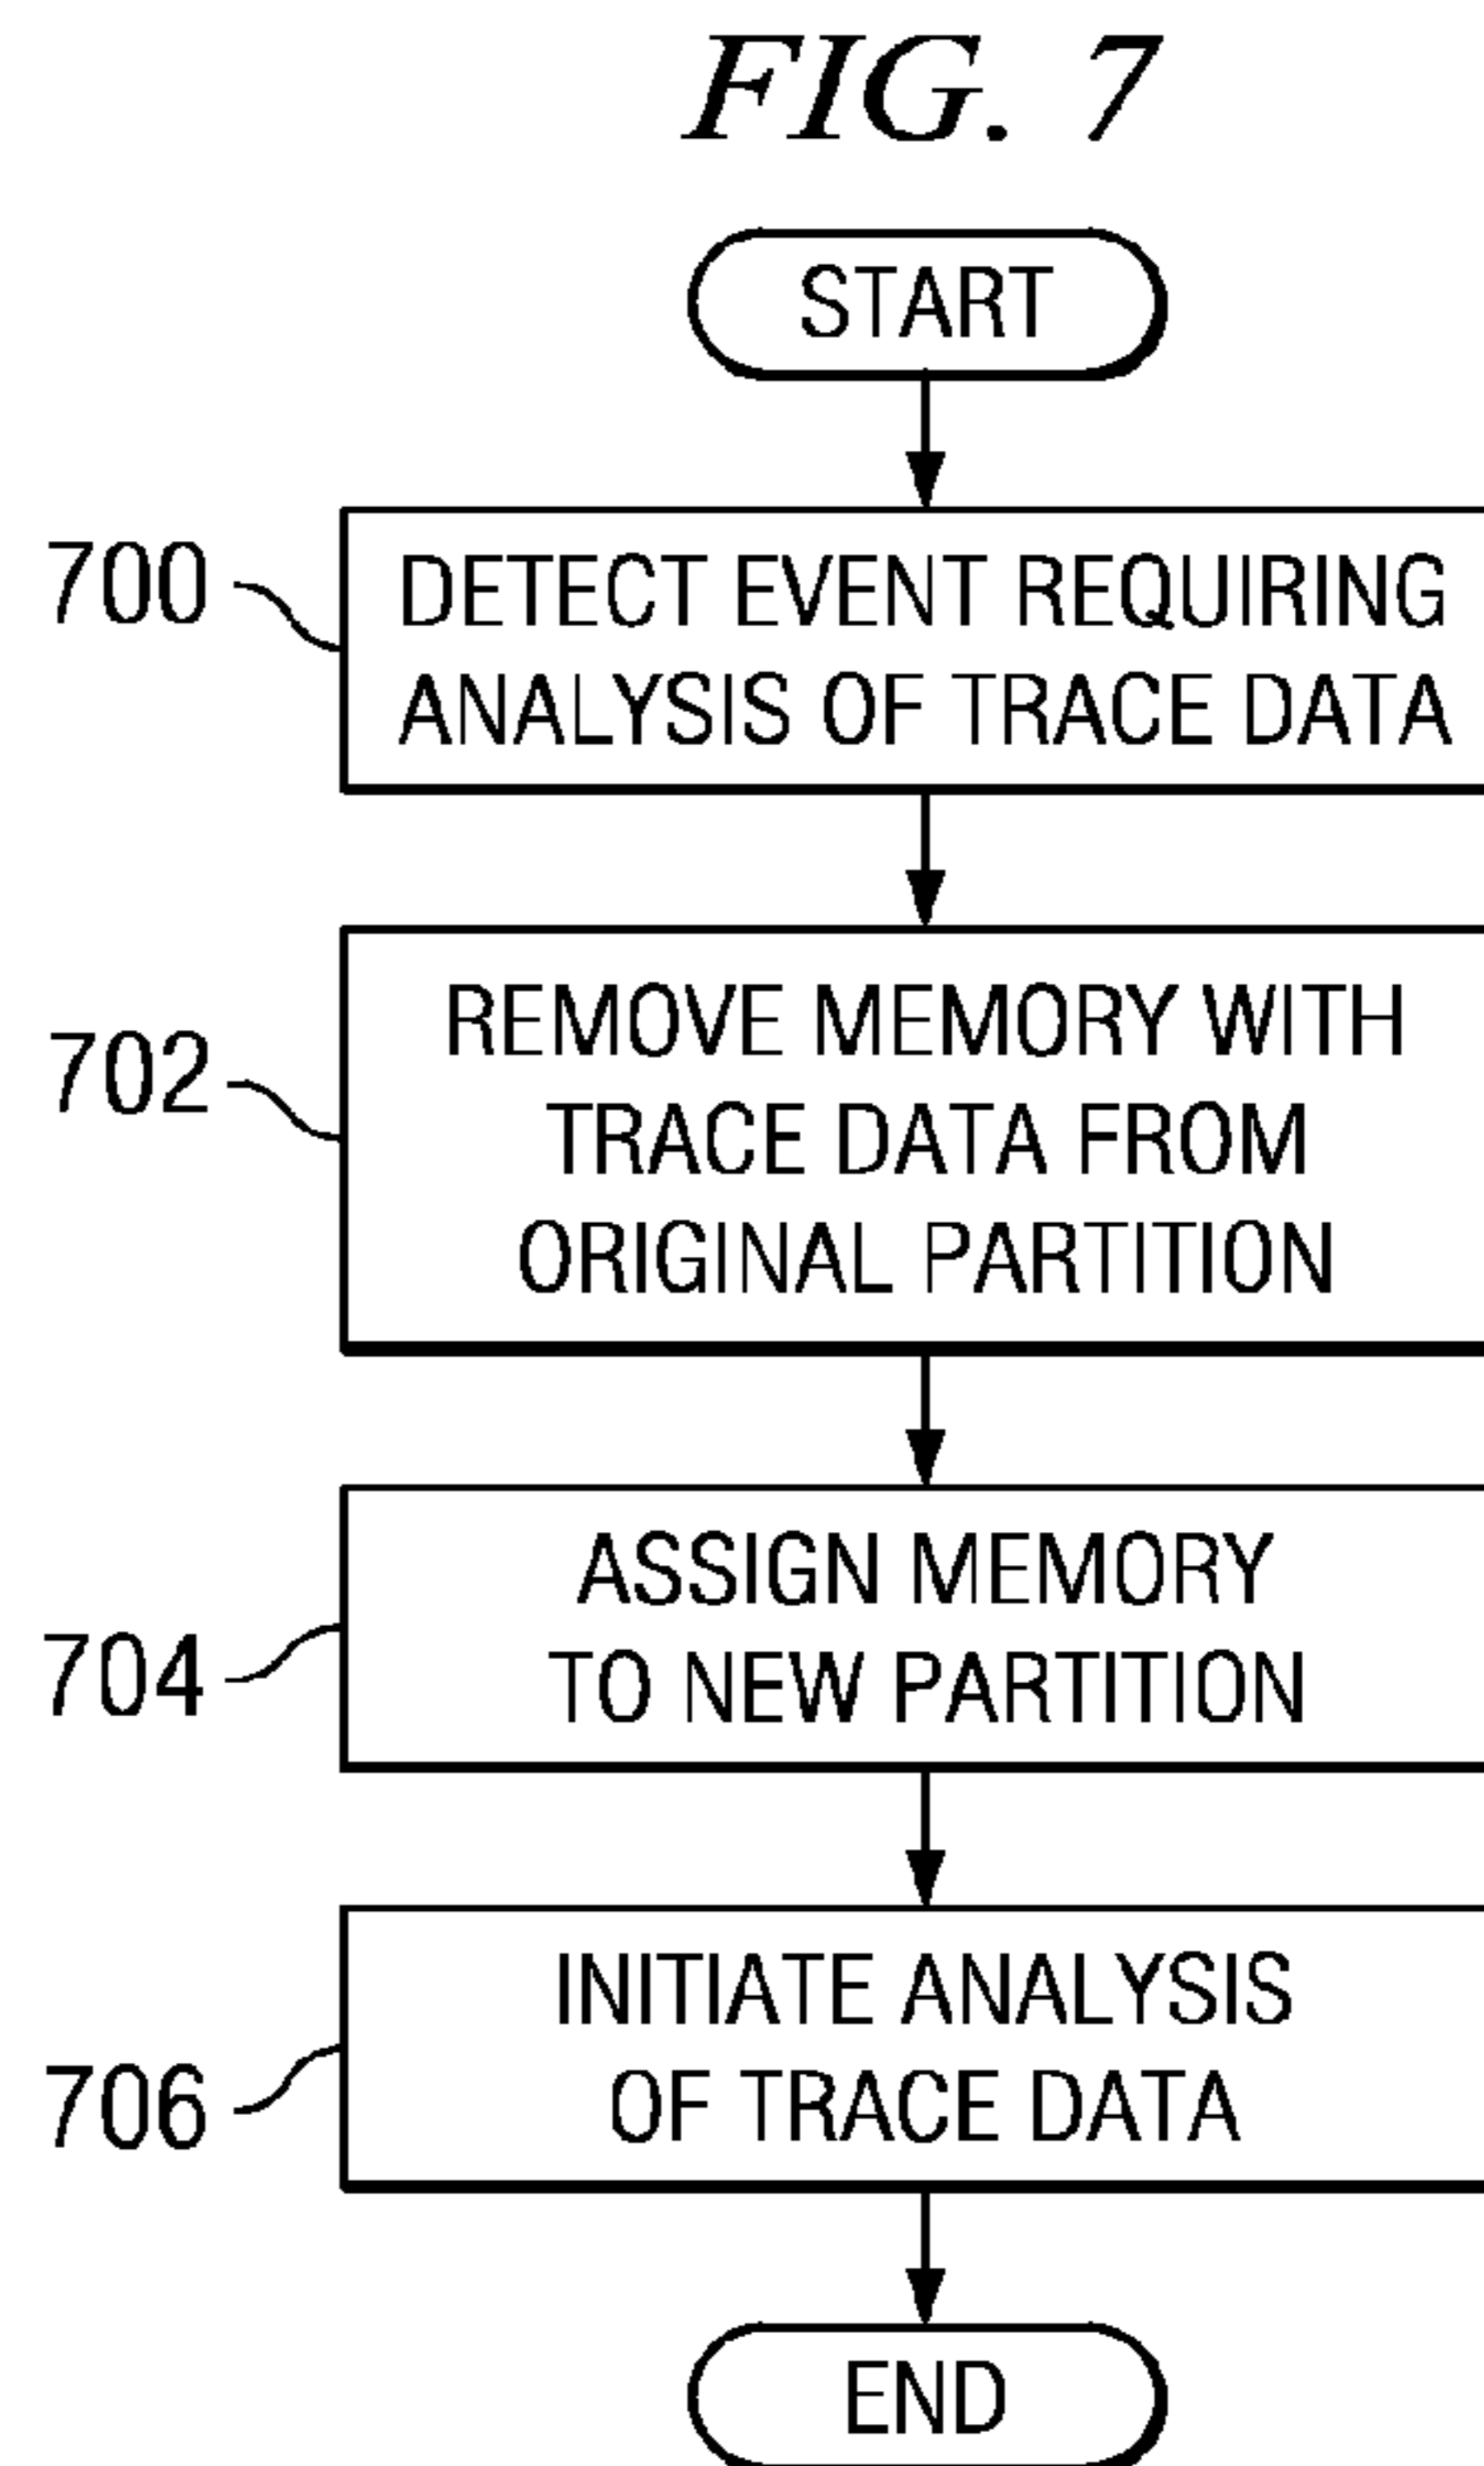 FIG. 7
START
700
DETECT EVENT REQUIRING
ANALYSIS OF TRACE DATA
702
REMOVE MEMORY WITH
TRACE DATA FROM
ORIGINAL PARTITION
704
ASSIGN MEMORY
TO NEW PARTITION
706
INITIATE ANALYSIS
OF TRACE DATA
END